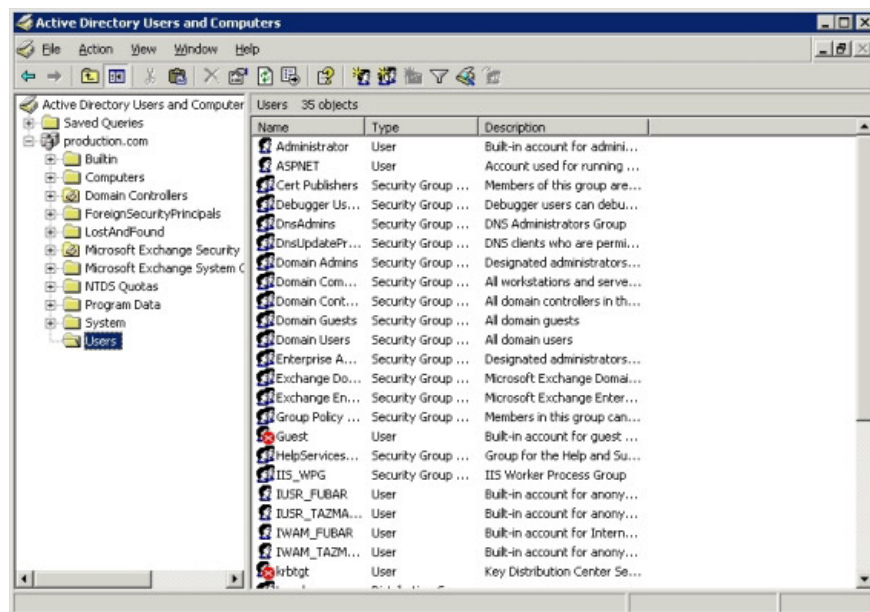 Active Directory Users and Computers
File Action View Window Help
Active Directory Users and Computer
Saved Queries
production.com
Builtin
Computers
Domain Controllers
ForeignSecurityPrincipals
LostAndFound
Microsoft Exchange Security
Microsoft Exchange System C
NTDS Quotas
Program Data
System
Users
Users 35 objects
Name Type Description
Administrator User Built-in account for admini...
ASPNET User Account used for running ...
Cert Publishers Security Group ... Members of this group are...
Debugger Us... Security Group ... Debugger users can debu...
DnsAdmins Security Group ... DNS Administrators Group
DnsUpdatePr... Security Group ... DNS clients who are permi...
Domain Admins Security Group ... Designated administrators...
Domain Com... Security Group ... All workstations and serve...
Domain Cont... Security Group ... All domain controllers in th...
Domain Guests Security Group ... All domain guests
Domain Users Security Group ... All domain users
Enterprise A... Security Group ... Designated administrators...
Exchange Do... Security Group ... Microsoft Exchange Domai...
Exchange En... Security Group ... Microsoft Exchange Enter...
Group Policy ... Security Group ... Members in this group can...
Guest User Built-in account for guest ...
HelpServices... Security Group ... Group for the Help and Su...
IIS_WPG Security Group ... IIS Worker Process Group
IUSR_FUBAR User Built-in account for anony...
IUSR_TAZMA... User Built-in account for anony...
IWAM_FUBAR User Built-in account for Intern...
IWAM_TAZM... User Built-in account for anony...
krbtgt User Key Distribution Center Se...